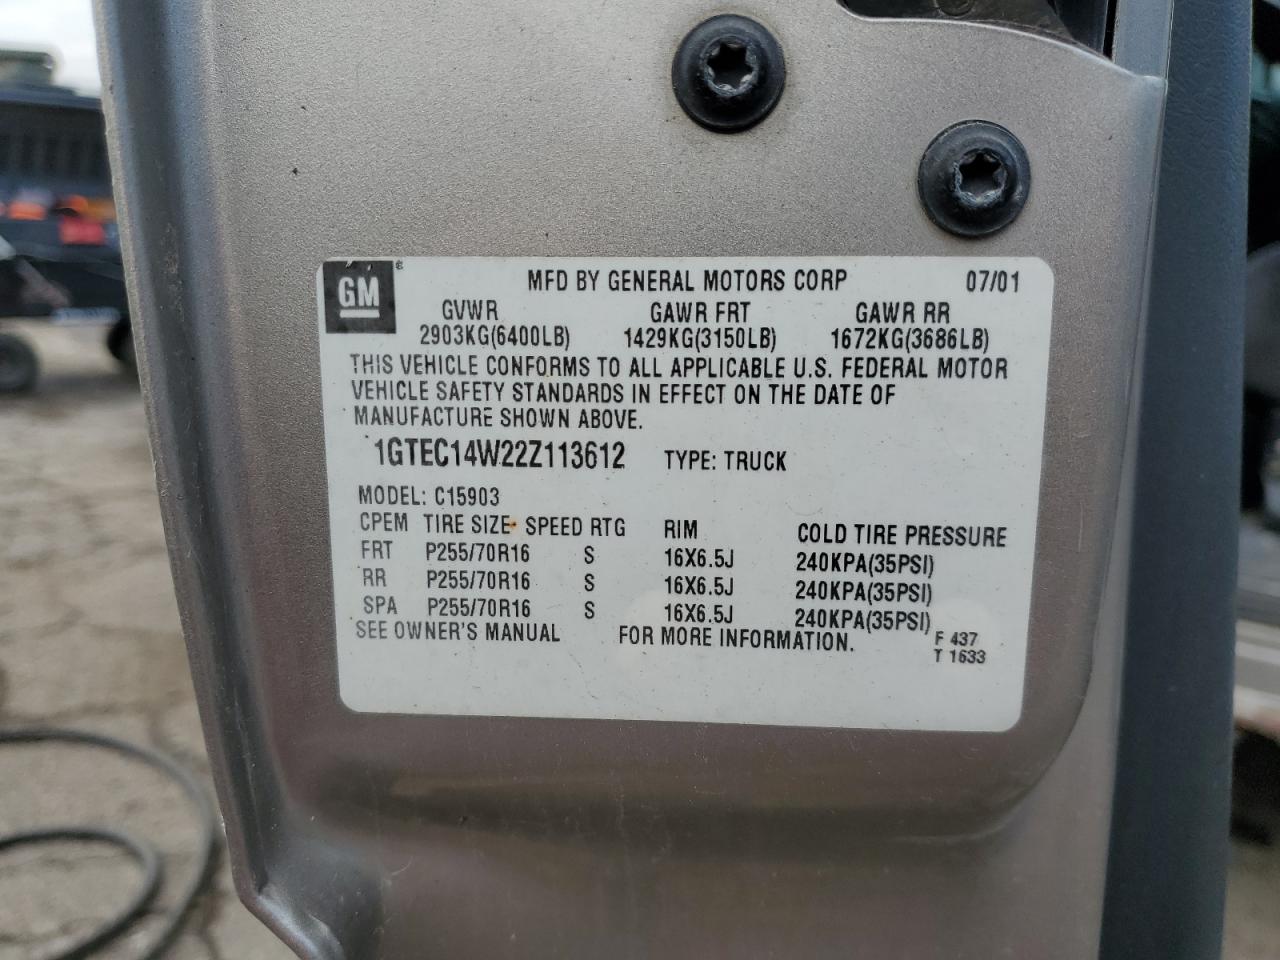 GM
MFD BY GENERAL MOTORS CORP 07/01
GVWR GAWR FRT GAWR RR
2903KG(6400LB) 1429KG(3150LB) 1672KG(3686LB)
THIS VEHICLE CONFORMS TO ALL APPLICABLE U.S. FEDERAL MOTOR
VEHICLE SAFETY STANDARDS IN EFFECT ON THE DATE OF
MANUFACTURE SHOWN ABOVE.
1GTEC14W22Z113612 TYPE: TRUCK
MODEL: C15903
CPEM TIRE SIZE SPEED RTG RIM COLD TIRE PRESSURE
FRT P255/70R16 S 16X6.5J 240KPA(35PSI)
RR P255/70R16 S 16X6.5J 240KPA(35PSI)
SPA P255/70R16 S 16X6.5J 240KPA(35PSI)
SEE OWNER'S MANUAL FOR MORE INFORMATION.
F 437
T 1633